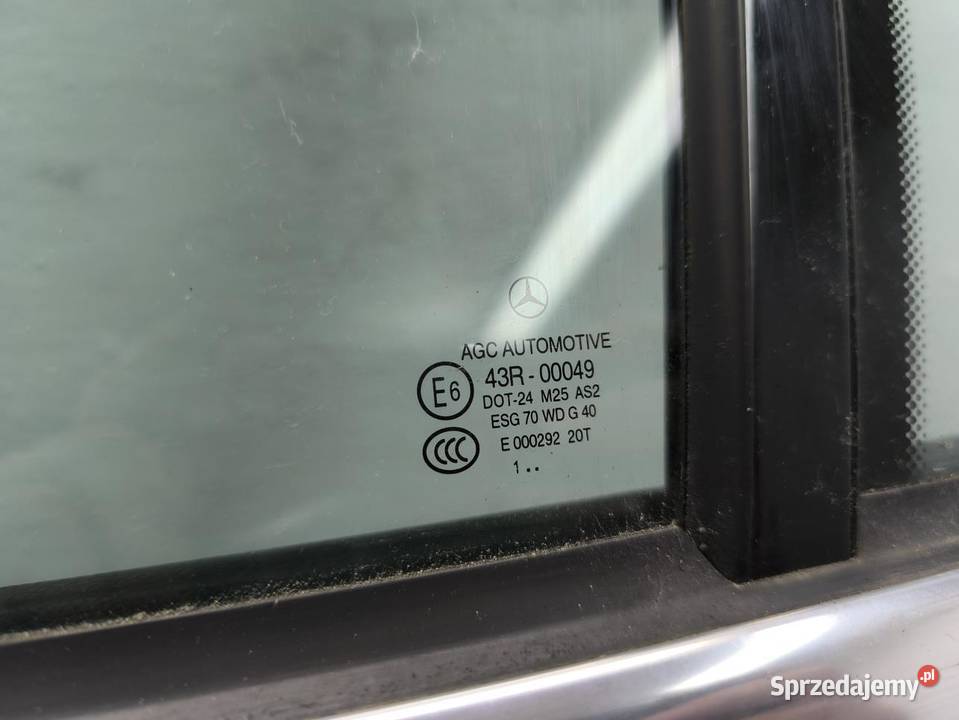 AGC AUTOMOTIVE
E6
43R - 00049
DOT-24 M25 AS2
ESG 70 WD G 40
CCC
E 000292 20T
1 ..
Sprzedajemy.pl